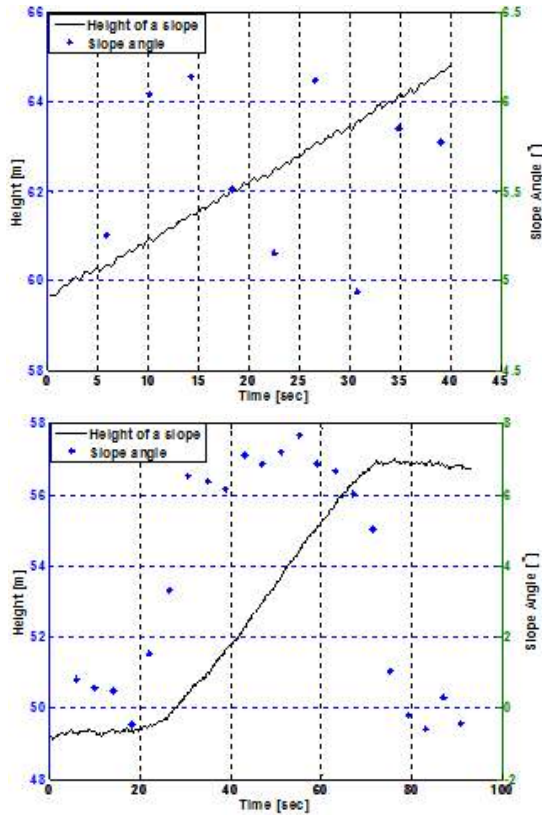 66
64
62
60
58
Height [m]
Height of a slope
Slope angle
6.5
6
5.5
5
4.5
Slope Angle [°]
0 5 10 15 20 25 30 35 40 45
Time [sec]
58
56
54
52
50
48
Height [m]
Height of a slope
Slope angle
8
6
4
2
0
-2
Slope Angle [°]
0 20 40 60 80 100
Time [sec]